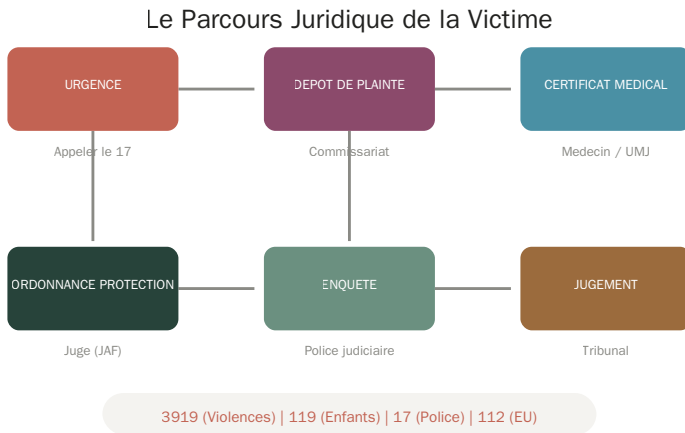 Le Parcours Juridique de la Victime
URGENCE
DEPOT DE PLAINTE
CERTIFICAT MEDICAL
Appeler le 17
Commissariat
Medecin / UMJ
ORDONNANCE PROTECTION
ENQUETE
JUGEMENT
Juge (JAF)
Police judiciaire
Tribunal
3919 (Violences) | 119 (Enfants) | 17 (Police) | 112 (EU)